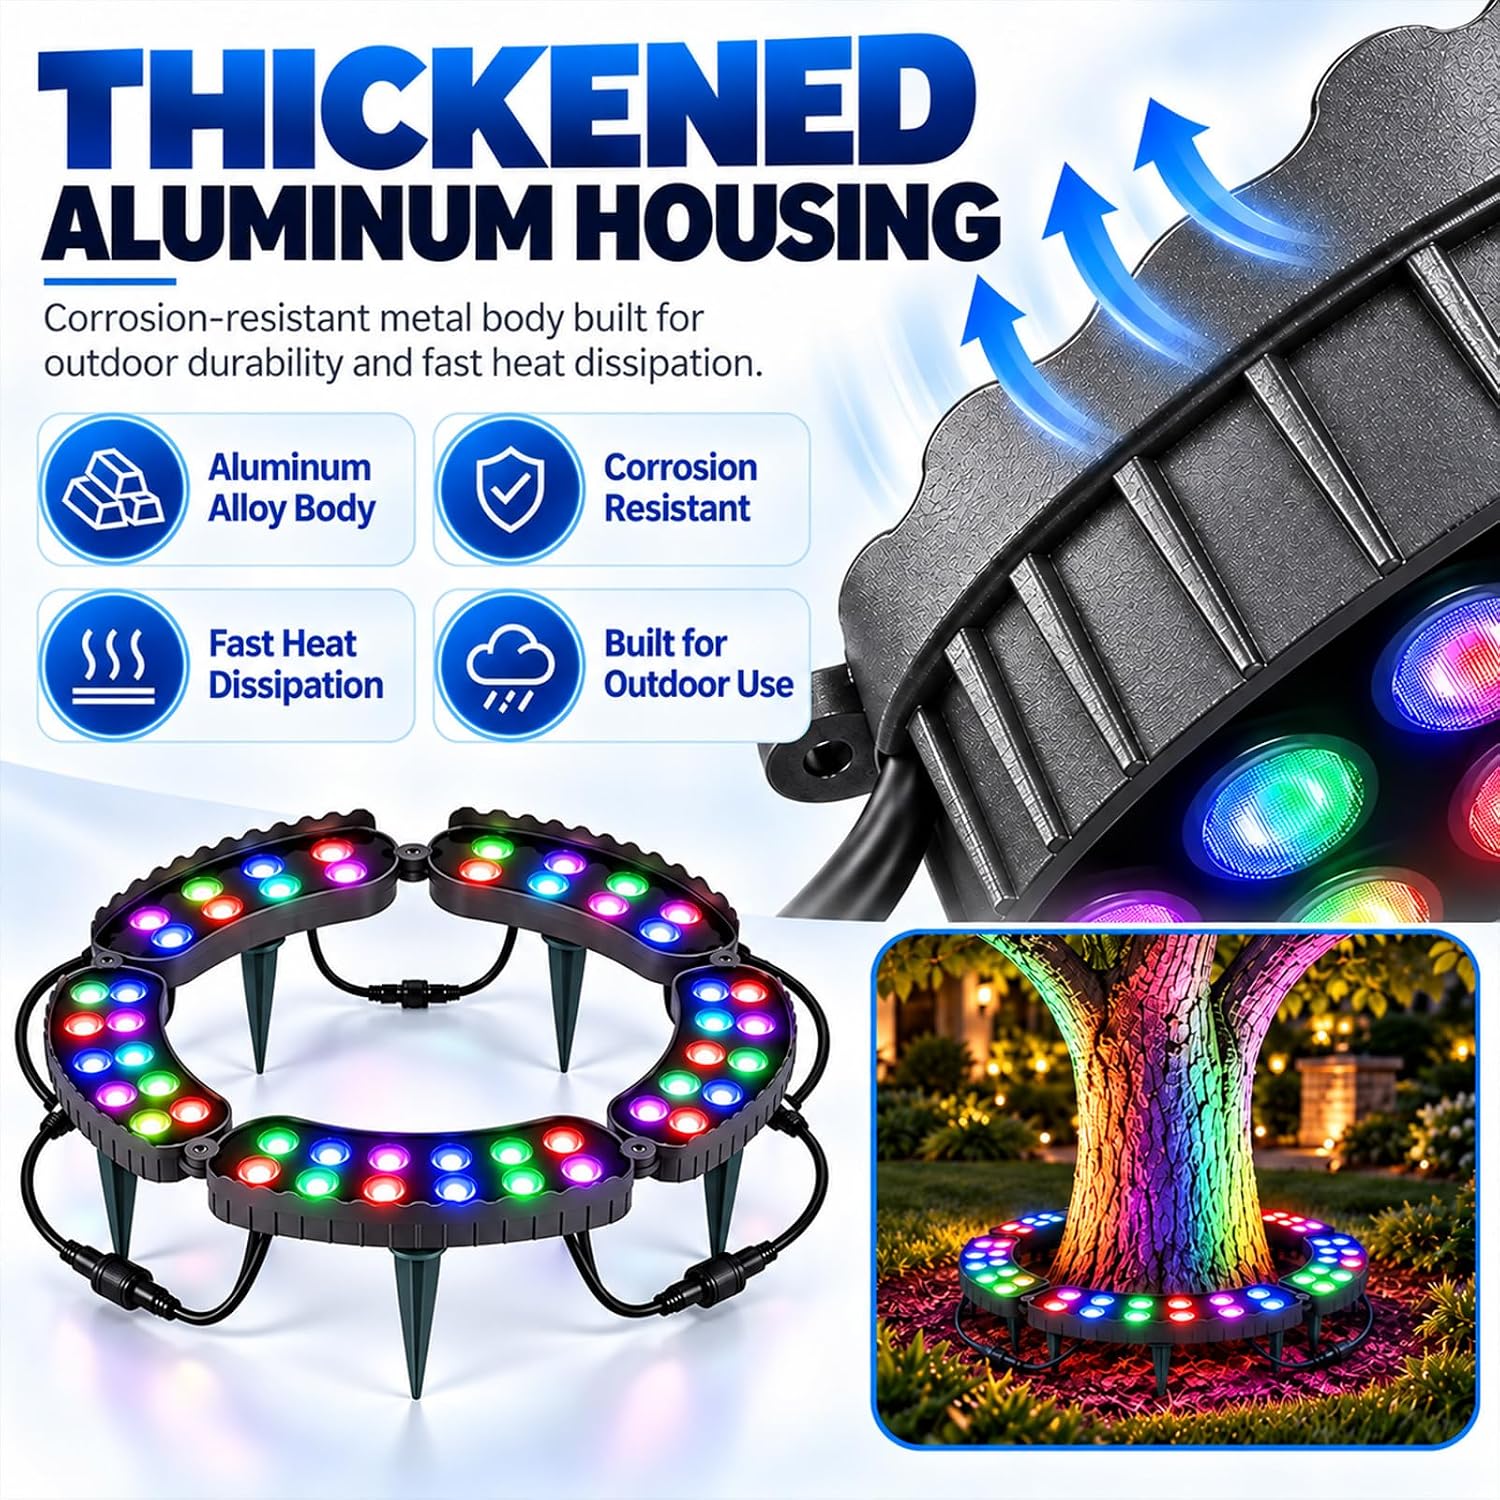 THICKENED
ALUMINUM HOUSING
Corrosion-resistant metal body built for
outdoor durability and fast heat dissipation.
Aluminum
Alloy Body
Corrosion
Resistant
Fast Heat
Dissipation
Built for
Outdoor Use